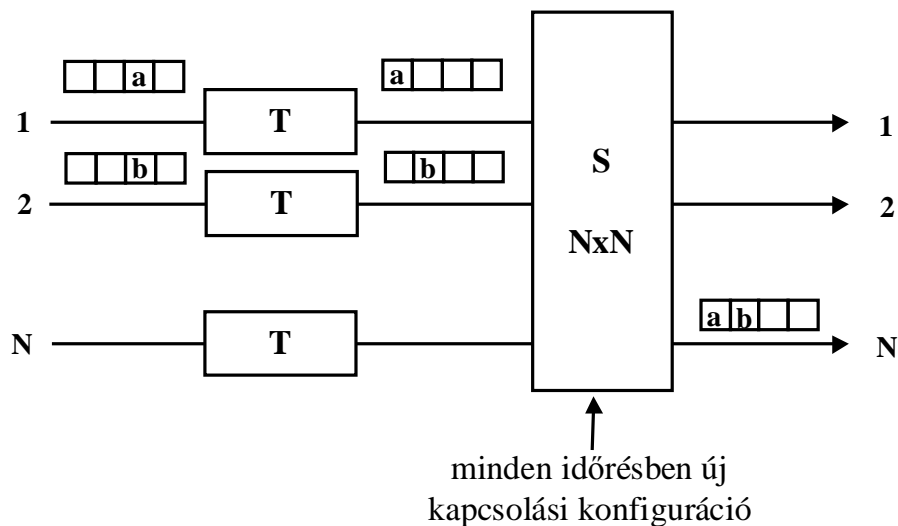 a a
1 T 1
b b S
2 T 2
NxN
a b
N T N
minden időrésben új
kapcsolási konfiguráció